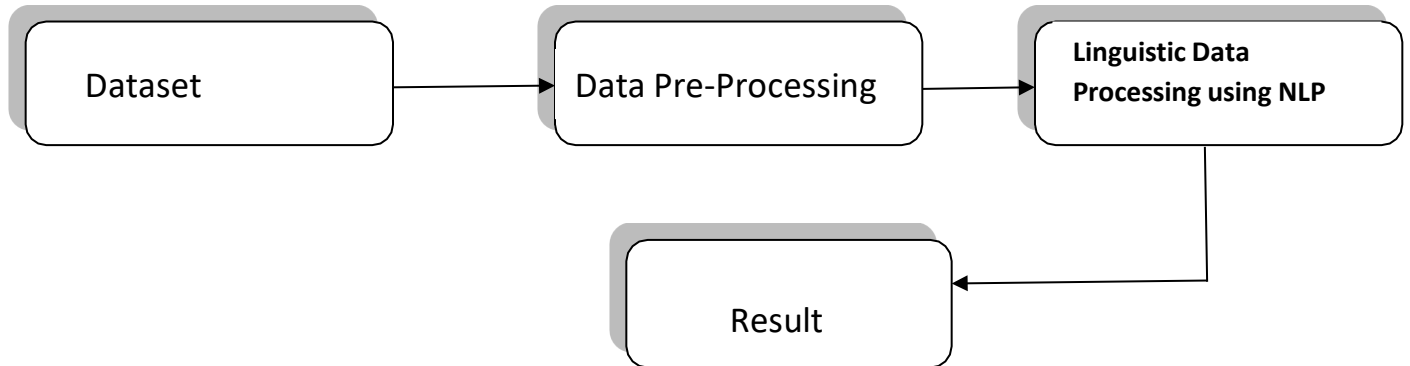 Dataset
Data Pre-Processing
Linguistic Data
Processing using NLP
Result